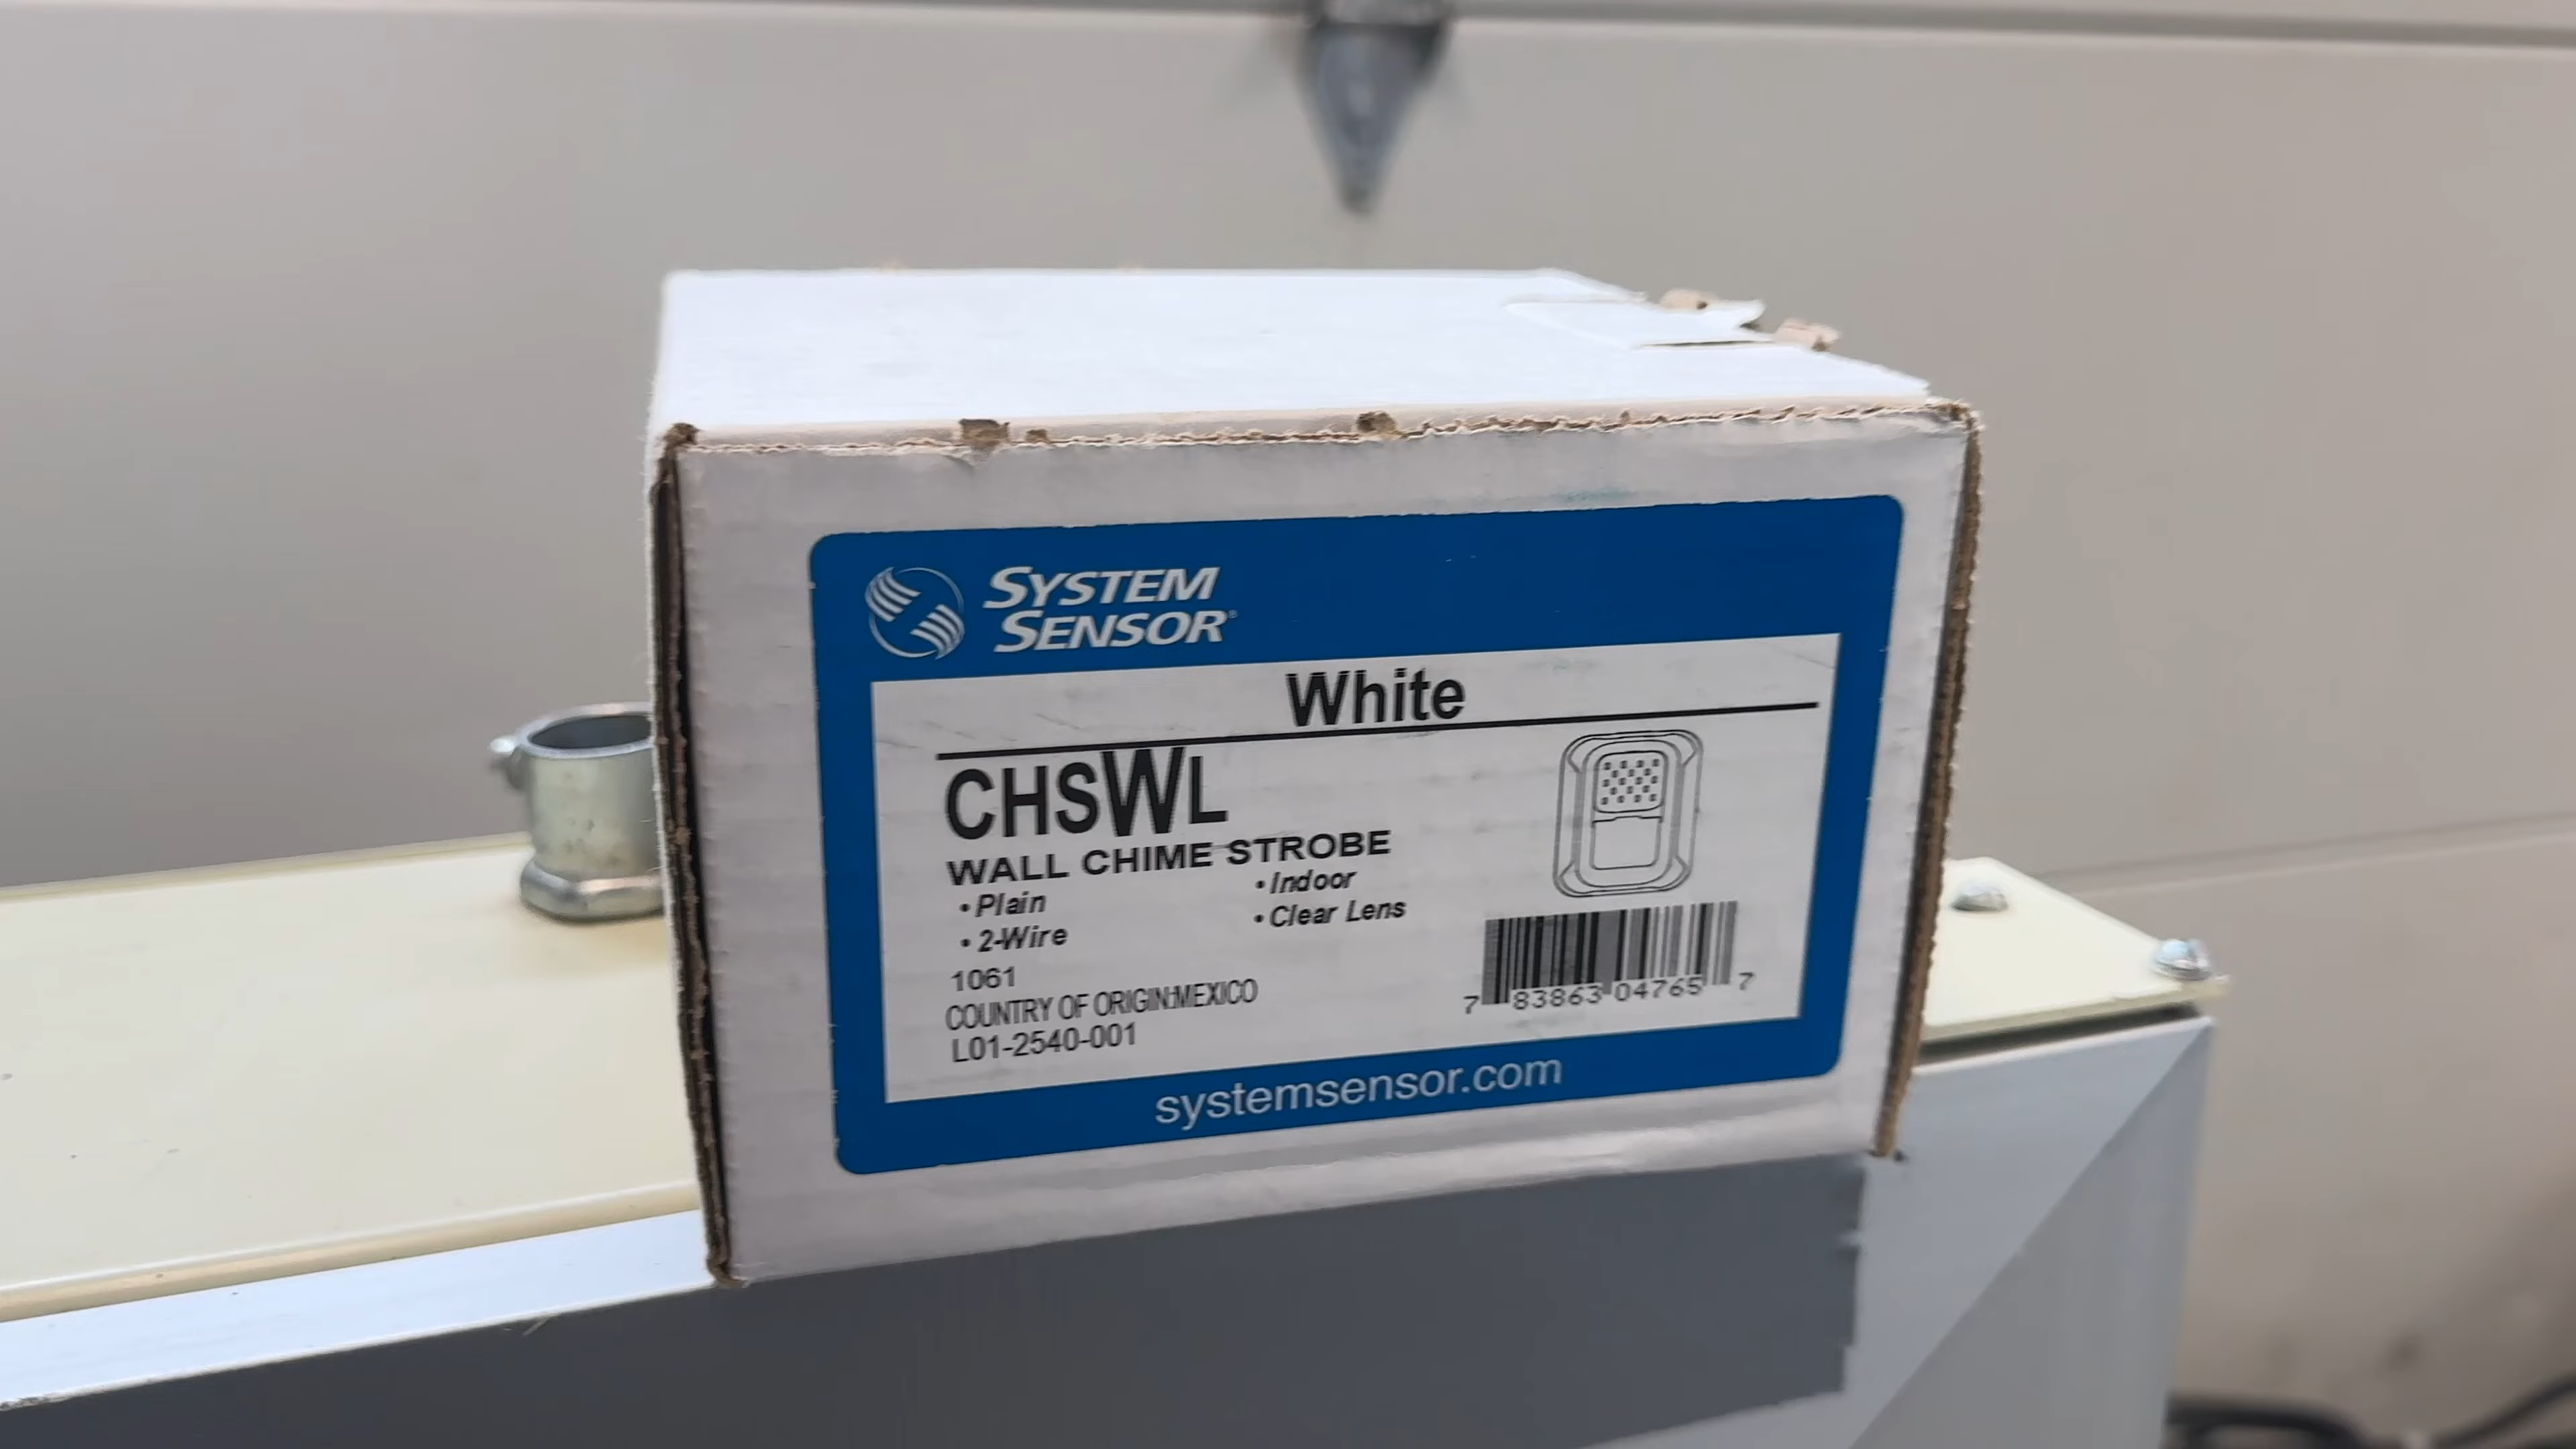 SYSTEM
SENSOR®
White
CHSWL
WALL CHIME STROBE
• Plain
• Indoor
• 2-Wire
• Clear Lens
1061
COUNTRY OF ORIGIN:MEXICO
L01-2540-001
7 83863 04765 7
systemsensor.com